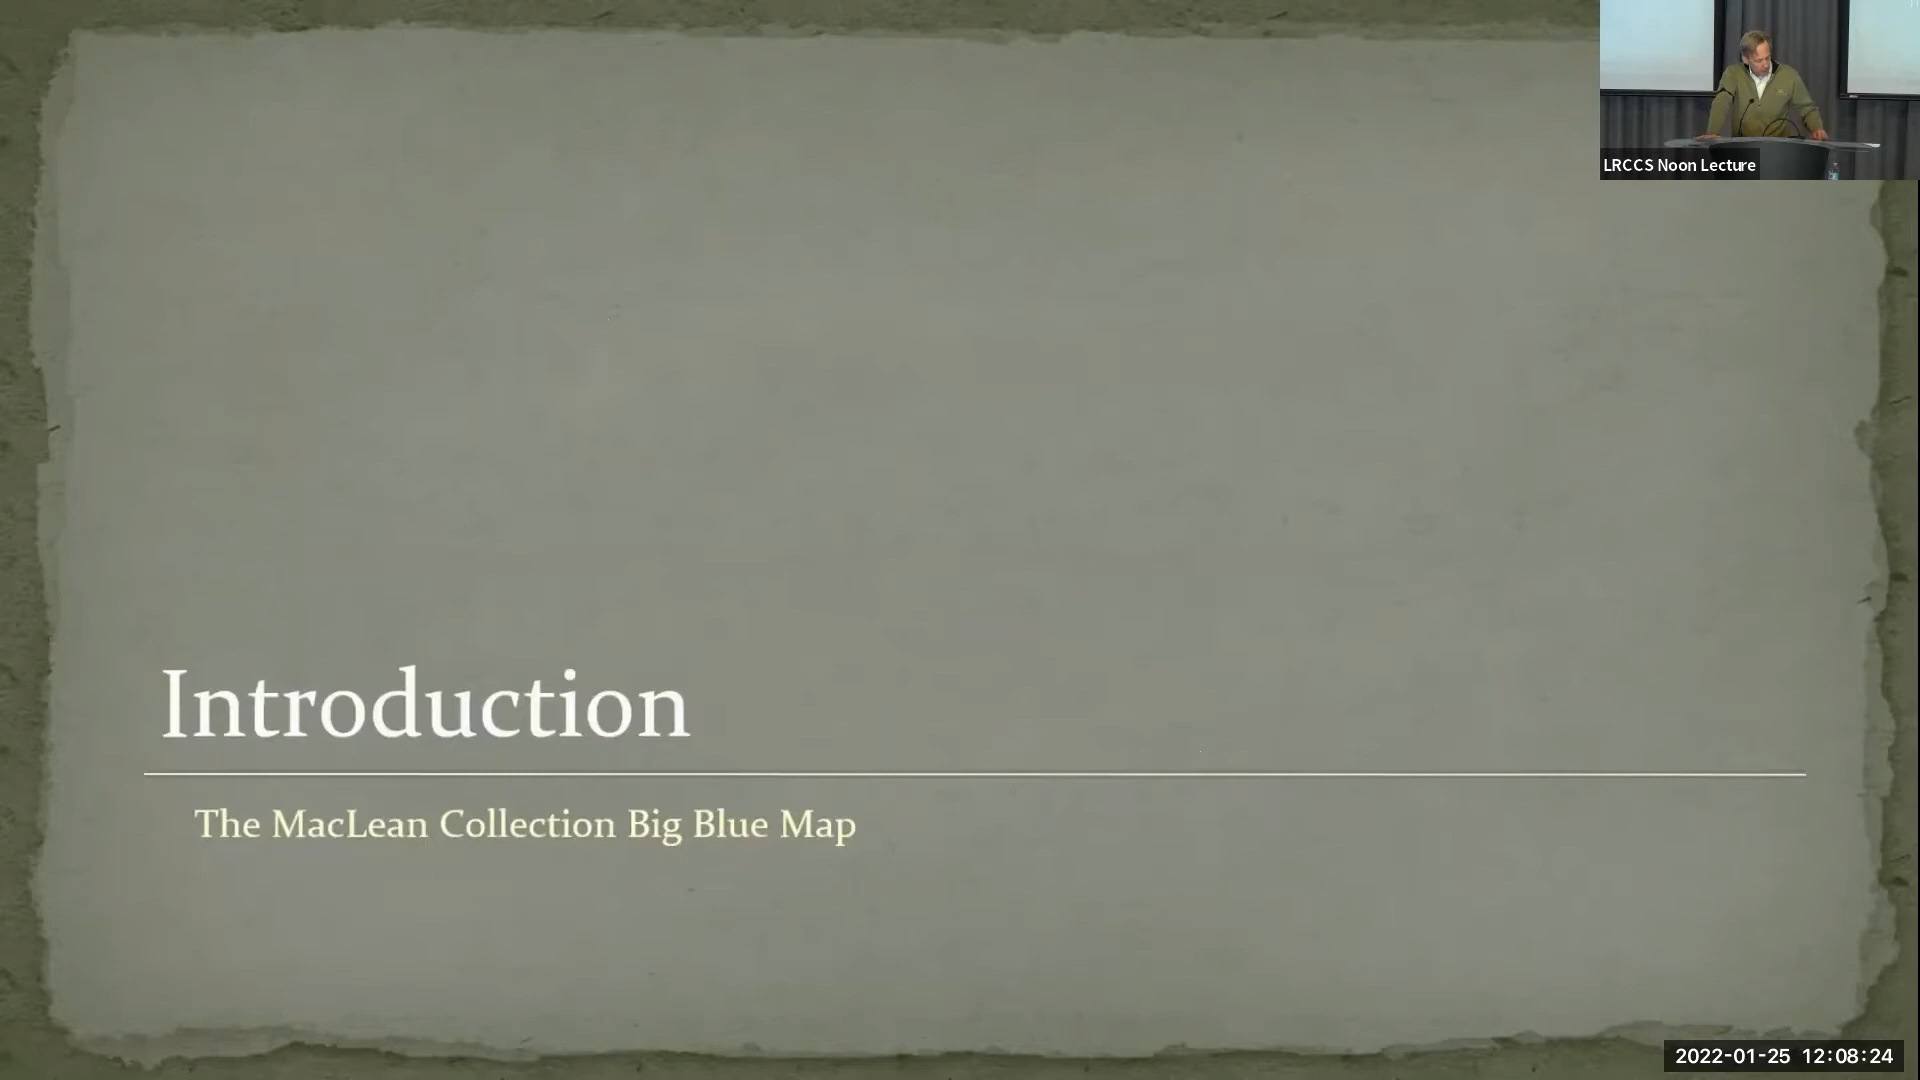 LRCCS Noon Lecture
Introduction
The MacLean Collection Big Blue Map
2022-01-25 12:08:24